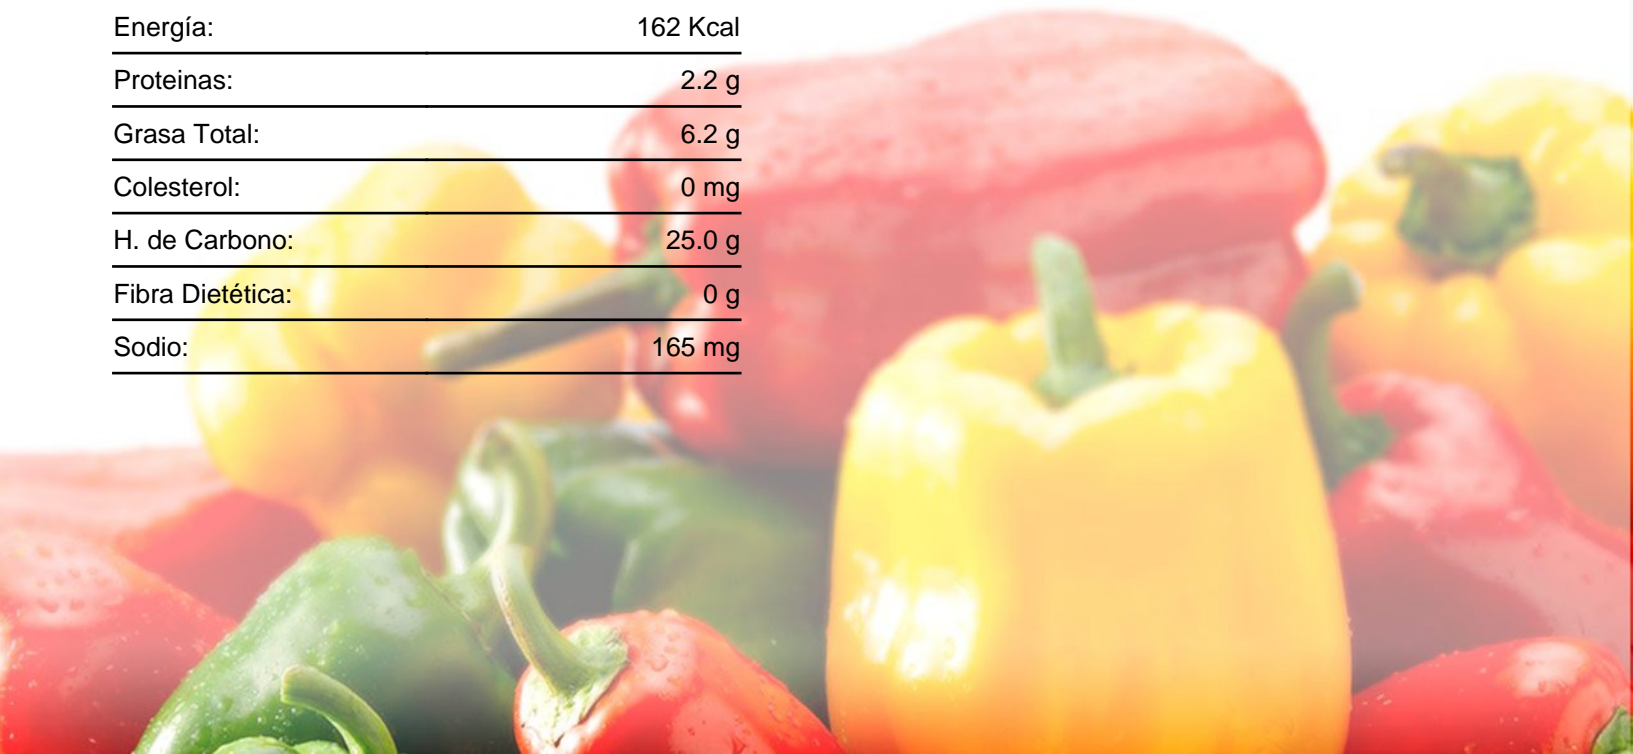 Energía: 162 Kcal
Proteinas: 2.2 g
Grasa Total: 6.2 g
Colesterol: 0 mg
H. de Carbono: 25.0 g
Fibra Dietética: 0 g
Sodio: 165 mg